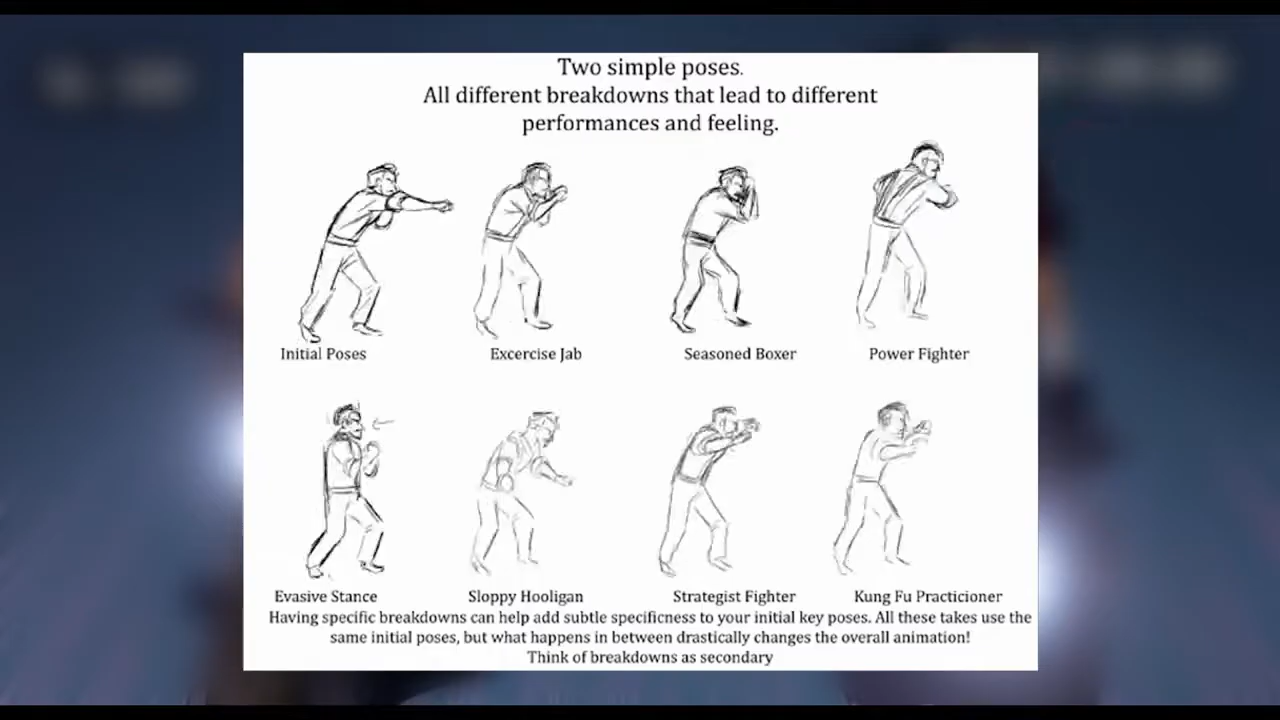 Two simple poses.
All different breakdowns that lead to different
performances and feeling.
Initial Poses
Excercise Jab
Seasoned Boxer
Power Fighter
Evasive Stance
Sloppy Hooligan
Strategist Fighter
Kung Fu Practicioner
Having specific breakdowns can help add subtle specificness to your initial key poses. All these takes use the
same initial poses, but what happens in between drastically changes the overall animation!
Think of breakdowns as secondary